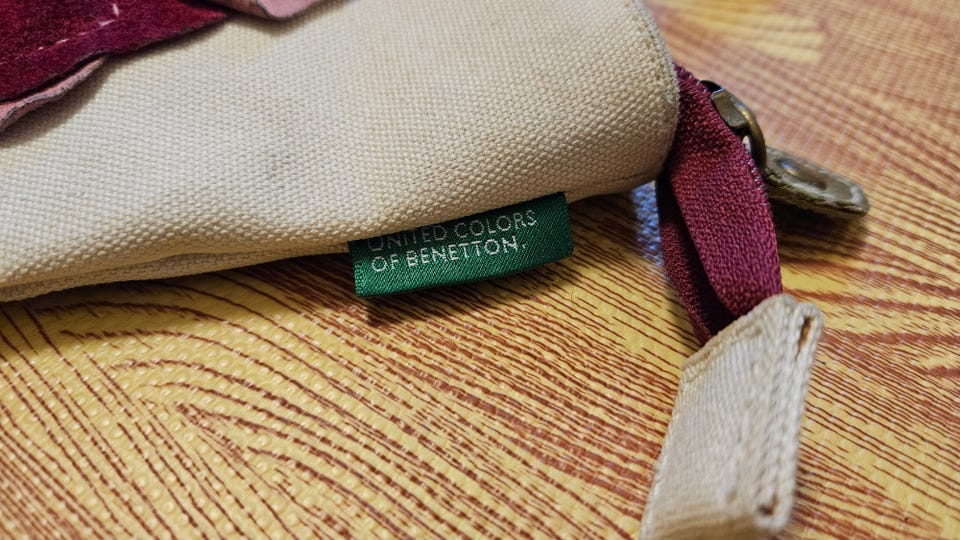 UNITED COLORS
OF BENETTON.